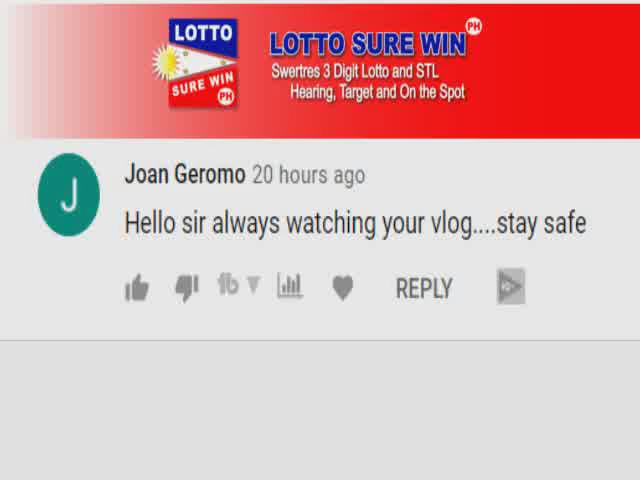 LOTTO
SURE WIN
PH
LOTTO SURE WIN PH
Swertres 3 Digit Lotto and STL
Hearing, Target and On the Spot
J
Joan Geromo 20 hours ago
Hello sir always watching your vlog....stay safe
REPLY